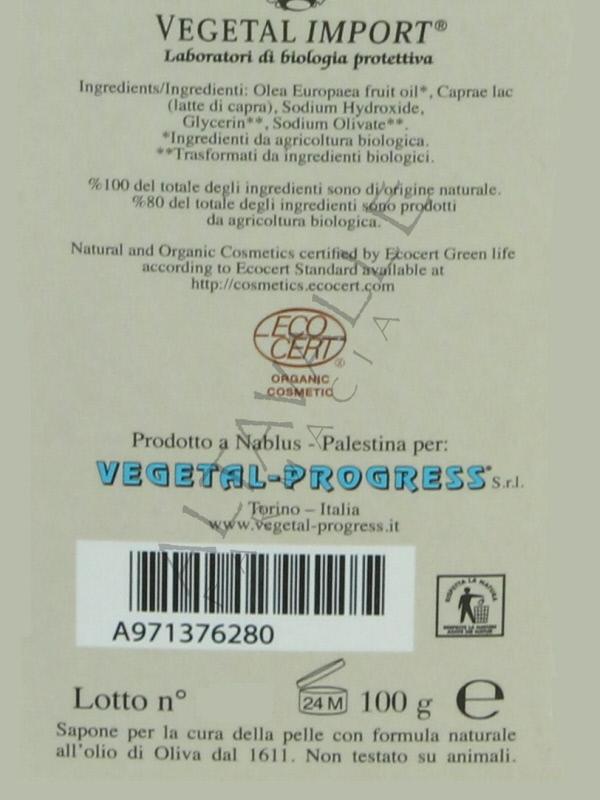 VEGETAL IMPORT®
Laboratori di biologia protettiva
Ingredients/Ingredienti: Olea Europaea fruit oil*, Caprae lac
(latte di capra), Sodium Hydroxide,
Glycerin**, Sodium Olivate**.
*Ingredienti da agricoltura biologica.
**Trasformati da ingredienti biologici.
%100 del totale degli ingredienti sono di origine naturale.
%80 del totale degli ingredienti sono prodotti
da agricoltura biologica.
Natural and Organic Cosmetics certified by Ecocert Green life
according to Ecocert Standard available at
http://cosmetics.ecocert.com
ECO
CERT®
ORGANIC
COSMETIC
Prodotto a Nablus - Palestina per:
VEGETAL-PROGRESS S.r.l.
Torino – Italia
www.vegetal-progress.it
A971376280
RISPETTA LA NATURA
Lotto n°
24 M 100 g e
Sapone per la cura della pelle con formula naturale
all'olio di Oliva dal 1611. Non testato su animali.